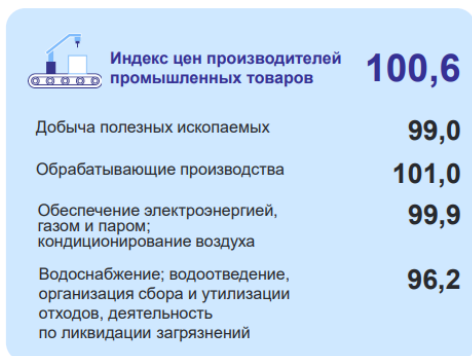 Индекс цен производителей
промышленных товаров
100,6
Добыча полезных ископаемых
99,0
Обрабатывающие производства
101,0
Обеспечение электроэнергией,
газом и паром;
кондиционирование воздуха
99,9
Водоснабжение; водоотведение,
организация сбора и утилизации
отходов, деятельность
по ликвидации загрязнений
96,2